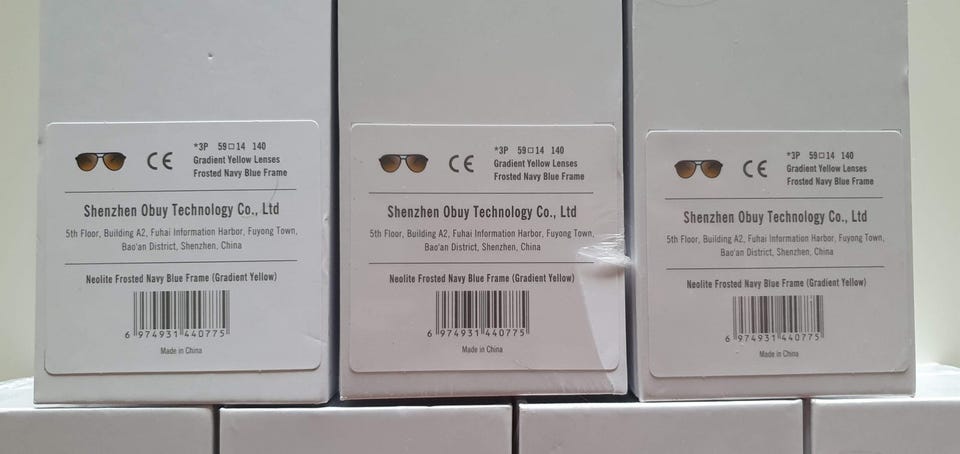 CE
*3P 59□14 140
Gradient Yellow Lenses
Frosted Navy Blue Frame
Shenzhen Obuy Technology Co., Ltd
5th Floor, Building A2, Fuhai Information Harbor, Fuyong Town,
Bao'an District, Shenzhen, China
Neolite Frosted Navy Blue Frame (Gradient Yellow)
6 974931 440775
Made in China
CE
*3P 59□14 140
Gradient Yellow Lenses
Frosted Navy Blue Frame
Shenzhen Obuy Technology Co., Ltd
5th Floor, Building A2, Fuhai Information Harbor, Fuyong Town,
Bao'an District, Shenzhen, China
Neolite Frosted Navy Blue Frame (Gradient Yellow)
6 974931 440775
Made in China
CE
*3P 59□14 140
Gradient Yellow Lenses
Frosted Navy Blue Frame
Shenzhen Obuy Technology Co., Ltd
5th Floor, Building A2, Fuhai Information Harbor, Fuyong Town,
Bao'an District, Shenzhen, China
Neolite Frosted Navy Blue Frame (Gradient Yellow)
6 974931 440775
Made in China